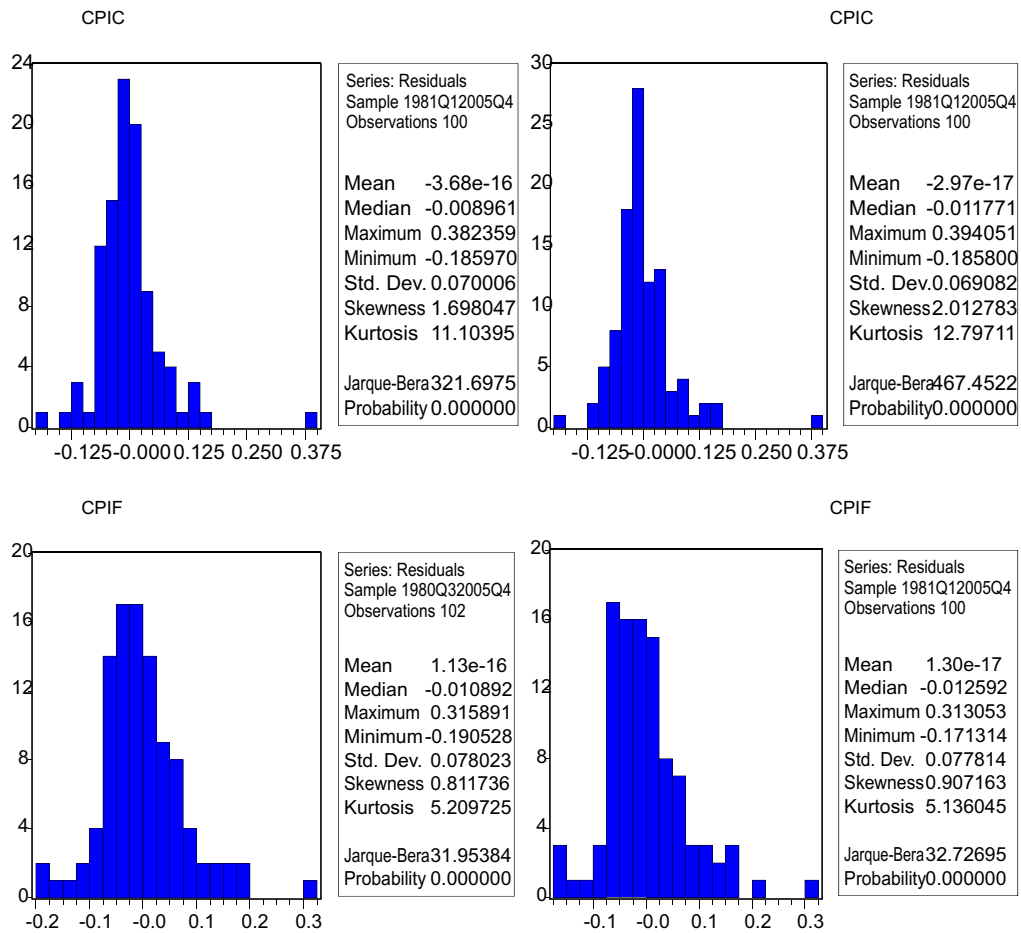 CPIC
24
20
16
12
8
4
0
-0.125-0.000 0.125 0.250 0.375
Series: Residuals
Sample 1981Q12005Q4
Observations 100
Mean -3.68e-16
Median -0.008961
Maximum 0.382359
Minimum -0.185970
Std. Dev. 0.070006
Skewness 1.698047
Kurtosis 11.10395
Jarque-Bera 321.6975
Probability 0.000000
CPIC
30
25
20
15
10
5
0
-0.125-0.000 0.125 0.250 0.375
Series: Residuals
Sample 1981Q12005Q4
Observations 100
Mean -2.97e-17
Median -0.011771
Maximum 0.394051
Minimum -0.185800
Std. Dev. 0.069082
Skewness 2.012783
Kurtosis 12.79711
Jarque-Bera 467.4522
Probability 0.000000
CPIF
20
16
12
8
4
0
-0.2 -0.1 -0.0 0.1 0.2 0.3
Series: Residuals
Sample 1980Q32005Q4
Observations 102
Mean 1.13e-16
Median -0.010892
Maximum 0.315891
Minimum -0.190528
Std. Dev. 0.078023
Skewness 0.811736
Kurtosis 5.209725
Jarque-Bera 31.95384
Probability 0.000000
CPIF
20
16
12
8
4
0
-0.1 -0.0 0.1 0.2 0.3
Series: Residuals
Sample 1981Q12005Q4
Observations 100
Mean 1.30e-17
Median -0.012592
Maximum 0.313053
Minimum -0.171314
Std. Dev. 0.077814
Skewness 0.907163
Kurtosis 5.136045
Jarque-Bera 32.72695
Probability 0.000000